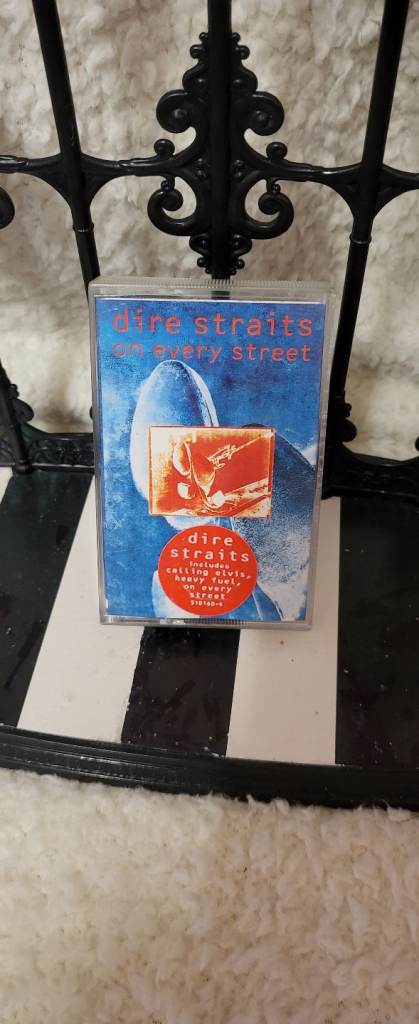 dire straits
on every street
dire
straits
Includes
calling elvis,
heavy fuel,
on every
street
510160-4